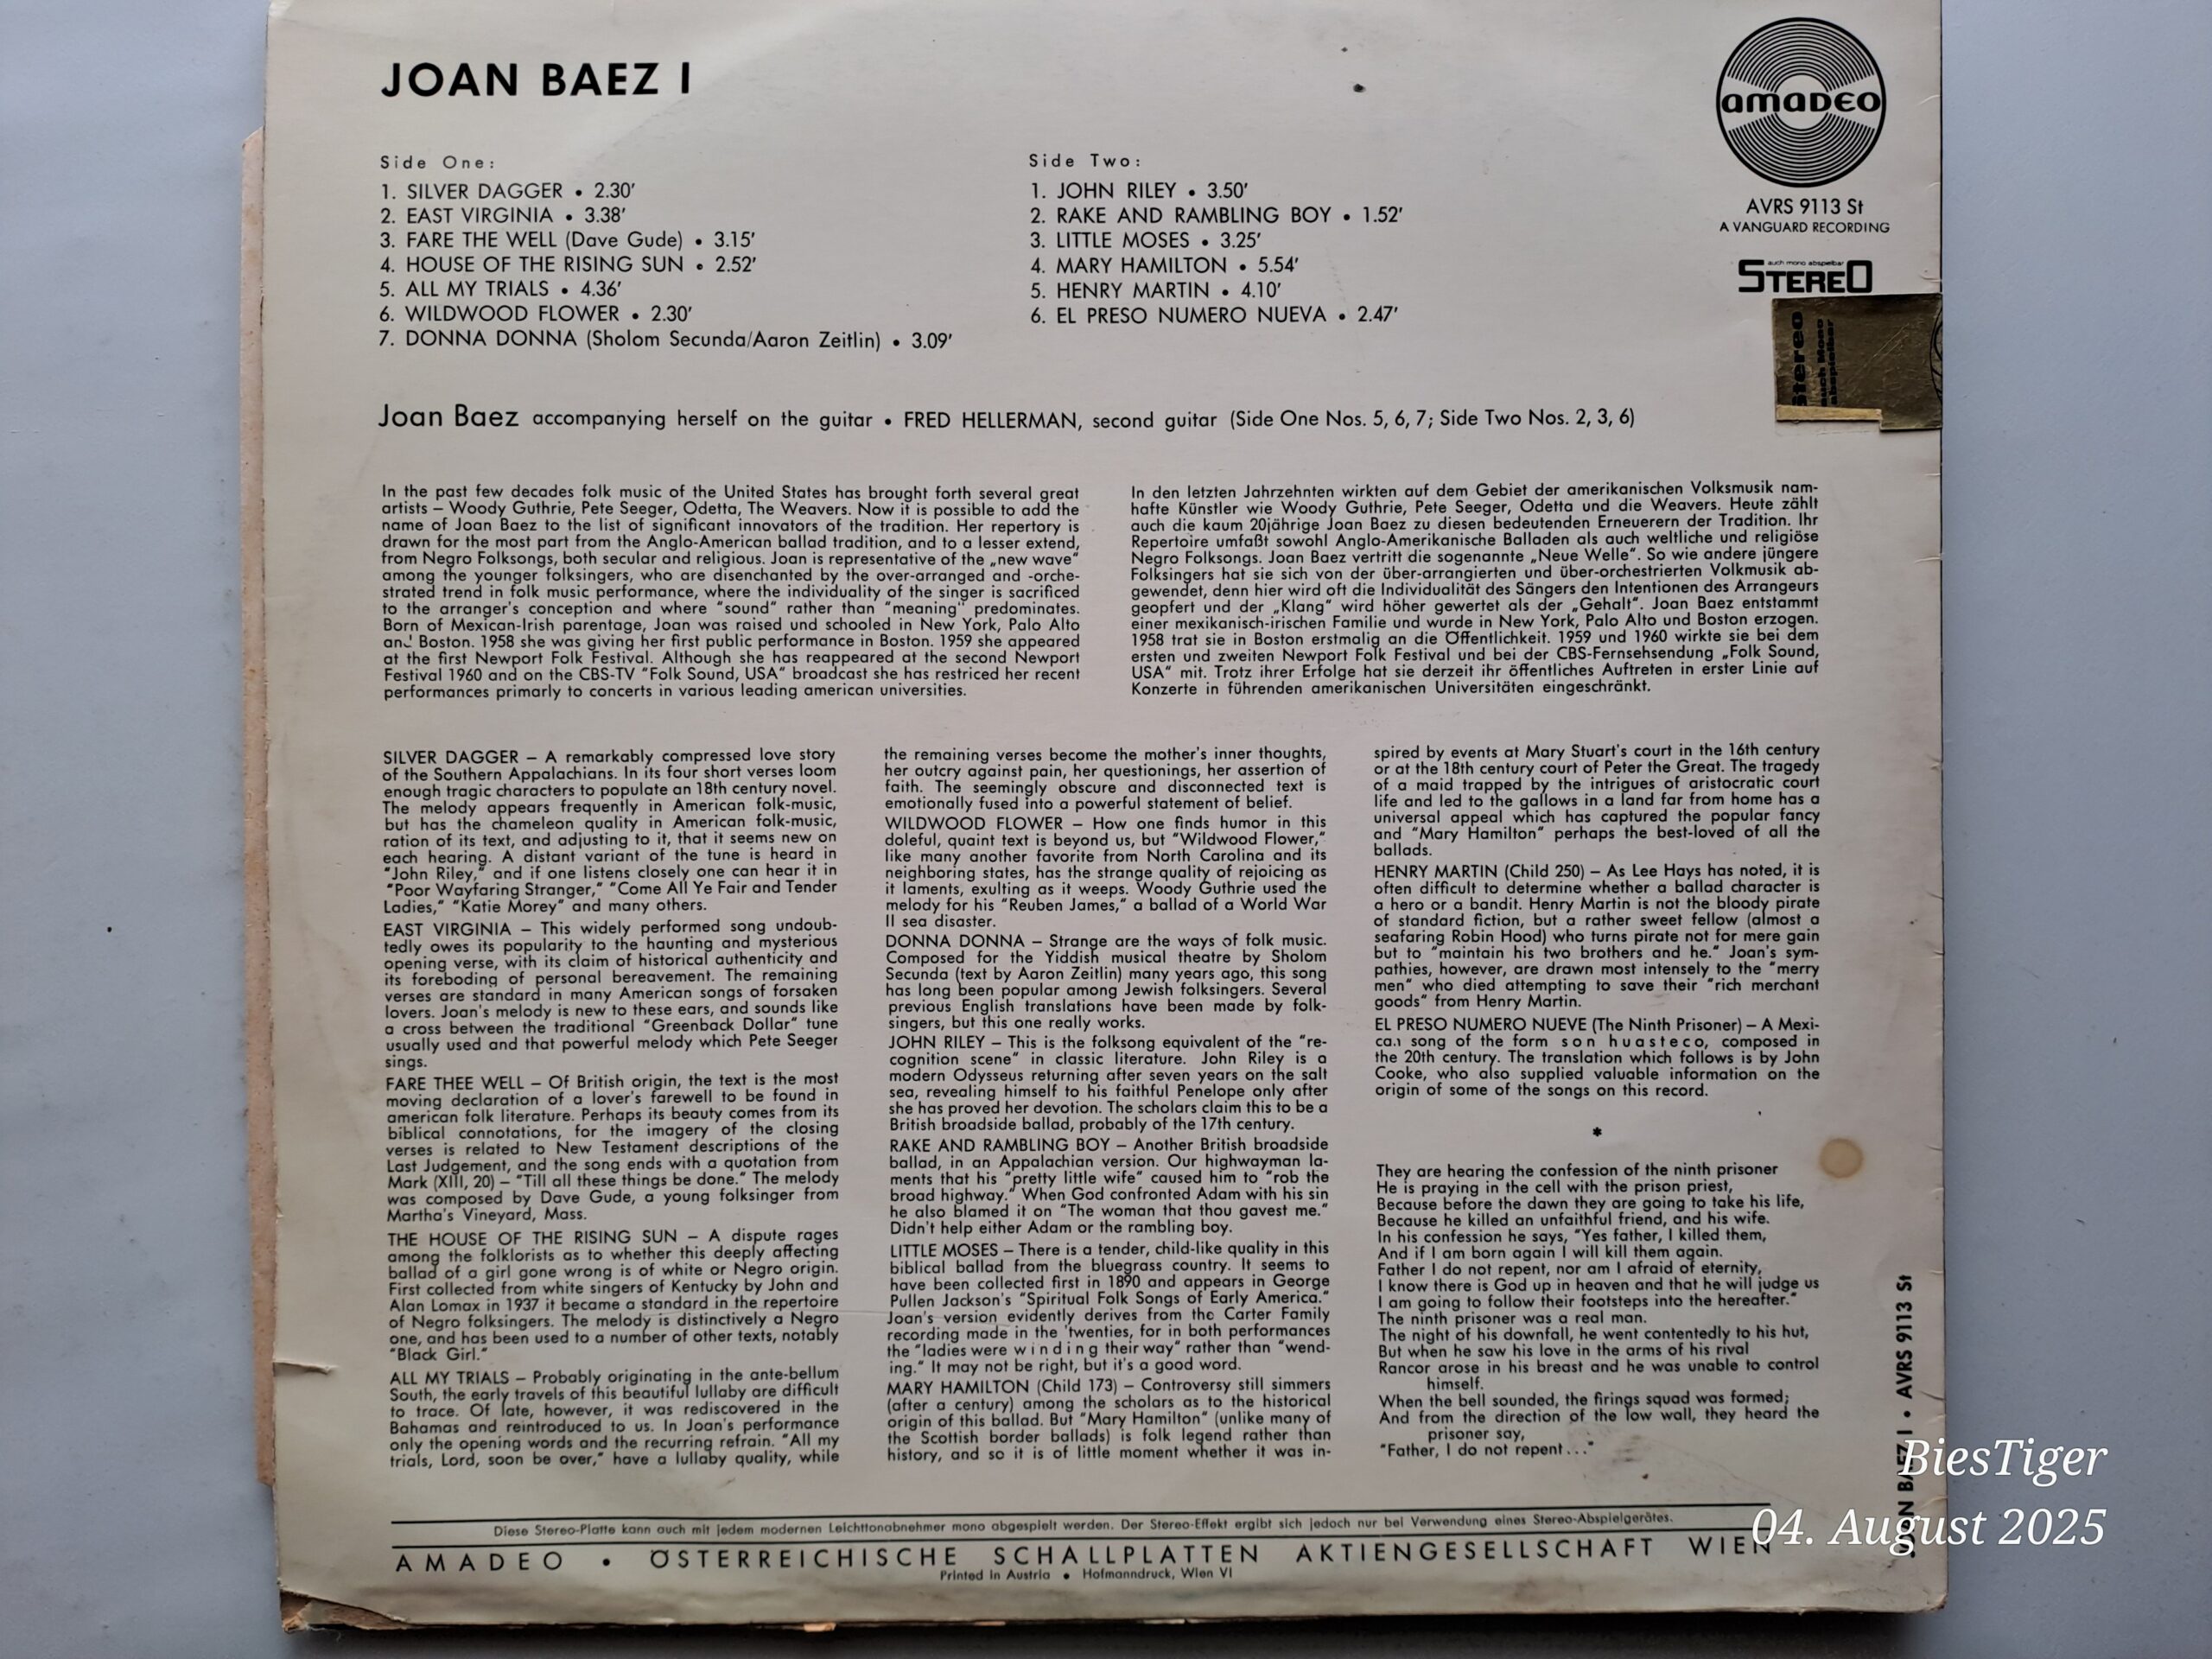 JOAN BAEZ I
Side One:
1. SILVER DAGGER • 2.30'
2. EAST VIRGINIA • 3.38'
3. FARE THE WELL (Dave Gude) • 3.15'
4. HOUSE OF THE RISING SUN • 2.52'
5. ALL MY TRIALS • 4.36'
6. WILDWOOD FLOWER • 2.30'
7. DONNA DONNA (Sholom Secunda/Aaron Zeitlin) • 3.09'
Side Two:
1. JOHN RILEY • 3.50'
2. RAKE AND RAMBLING BOY • 1.52'
3. LITTLE MOSES • 3.25'
4. MARY HAMILTON • 5.54'
5. HENRY MARTIN • 4.10'
6. EL PRESO NUMERO NUEVA • 2.47'
amaDeo
AVRS 9113 St
A VANGUARD RECORDING
auch mono abspielbar
STEREO
Stereo
auch Mono
abspielbar
Joan Baez accompanying herself on the guitar • FRED HELLERMAN, second guitar (Side One Nos. 5, 6, 7; Side Two Nos. 2, 3, 6)
In the past few decades folk music of the United States has brought forth several great
artists – Woody Guthrie, Pete Seeger, Odetta, The Weavers. Now it is possible to add the
name of Joan Baez to the list of significant innovators of the tradition. Her repertory is
drawn for the most part from the Anglo-American ballad tradition, and to a lesser extend,
from Negro Folksongs, both secular and religious. Joan is representative of the „new wave“
among the younger folksingers, who are disenchanted by the over-arranged and -orche-
strated trend in folk music performance, where the individuality of the singer is sacrificed
to the arranger's conception and where “sound” rather than “meaning” predominates.
Born of Mexican-Irish parentage, Joan was raised und schooled in New York, Palo Alto
and Boston. 1958 she was giving her first public performance in Boston. 1959 she appeared
at the first Newport Folk Festival. Although she has reappeared at the second Newport
Festival 1960 and on the CBS-TV “Folk Sound, USA” broadcast she has restriced her recent
performances primarly to concerts in various leading american universities.
In den letzten Jahrzehnten wirkten auf dem Gebiet der amerikanischen Volksmusik nam-
hafte Künstler wie Woody Guthrie, Pete Seeger, Odetta und die Weavers. Heute zählt
auch die kaum 20jährige Joan Baez zu diesen bedeutenden Erneuerern der Tradition. Ihr
Repertoire umfaßt sowohl Anglo-Amerikanische Balladen als auch weltliche und religiöse
Negro Folksongs. Joan Baez vertritt die sogenannte „Neue Welle“. So wie andere jüngere
Folksingers hat sie sich von der über-arrangierten und über-orchestrierten Volkmusik ab-
gewendet, denn hier wird oft die Individualität des Sängers den Intentionen des Arrangeurs
geopfert und der „Klang“ wird höher gewertet als der „Gehalt“. Joan Baez entstammt
einer mexikanisch-irischen Familie und wurde in New York, Palo Alto und Boston erzogen.
1958 trat sie in Boston erstmalig an die Öffentlichkeit. 1959 und 1960 wirkte sie bei dem
ersten und zweiten Newport Folk Festival und bei der CBS-Fernsehsendung „Folk Sound,
USA“ mit. Trotz ihrer Erfolge hat sie derzeit ihr öffentliches Auftreten in erster Linie auf
Konzerte in führenden amerikanischen Universitäten eingeschränkt.
SILVER DAGGER – A remarkably compressed love story
of the Southern Appalachians. In its four short verses loom
enough tragic characters to populate an 18th century novel.
The melody appears frequently in American folk-music,
but has the chameleon quality in American folk-music,
ration of its text, and adjusting to it, that it seems new on
each hearing. A distant variant of the tune is heard in
“John Riley,” and if one listens closely one can hear it in
“Poor Wayfaring Stranger,” “Come All Ye Fair and Tender
Ladies,” “Katie Morey” and many others.
EAST VIRGINIA – This widely performed song undoub-
tedly owes its popularity to the haunting and mysterious
opening verse, with its claim of historical authenticity and
its foreboding of personal bereavement. The remaining
verses are standard in many American songs of forsaken
lovers. Joan's melody is new to these ears, and sounds like
a cross between the traditional “Greenback Dollar” tune
usually used and that powerful melody which Pete Seeger
sings.
FARE THEE WELL – Of British origin, the text is the most
moving declaration of a lover's farewell to be found in
american folk literature. Perhaps its beauty comes from its
biblical connotations, for the imagery of the closing
verses is related to New Testament descriptions of the
Last Judgement, and the song ends with a quotation from
Mark (XIII, 20) – “Till all these things be done.” The melody
was composed by Dave Gude, a young folksinger from
Martha's Vineyard, Mass.
THE HOUSE OF THE RISING SUN – A dispute rages
among the folklorists as to whether this deeply affecting
ballad of a girl gone wrong is of white or Negro origin.
First collected from white singers of Kentucky by John and
Alan Lomax in 1937 it became a standard in the repertoire
of Negro folksingers. The melody is distinctively a Negro
one, and has been used to a number of other texts, notably
“Black Girl.”
ALL MY TRIALS – Probably originating in the ante-bellum
South, the early travels of this beautiful lullaby are difficult
to trace. Of late, however, it was rediscovered in the
Bahamas and reintroduced to us. In Joan's performance
only the opening words and the recurring refrain. “All my
trials, Lord, soon be over,” have a lullaby quality, while
the remaining verses become the mother's inner thoughts,
her outcry against pain, her questionings, her assertion of
faith. The seemingly obscure and disconnected text is
emotionally fused into a powerful statement of belief.
WILDWOOD FLOWER – How one finds humor in this
doleful, quaint text is beyond us, but “Wildwood Flower,”
like many another favorite from North Carolina and its
neighboring states, has the strange quality of rejoicing as
it laments, exulting as it weeps. Woody Guthrie used the
melody for his “Reuben James,” a ballad of a World War
II sea disaster.
DONNA DONNA – Strange are the ways of folk music.
Composed for the Yiddish musical theatre by Sholom
Secunda (text by Aaron Zeitlin) many years ago, this song
has long been popular among Jewish folksingers. Several
previous English translations have been made by folk-
singers, but this one really works.
JOHN RILEY – This is the folksong equivalent of the “re-
cognition scene” in classic literature. John Riley is a
modern Odysseus returning after seven years on the salt
sea, revealing himself to his faithful Penelope only after
she has proved her devotion. The scholars claim this to be a
British broadside ballad, probably of the 17th century.
RAKE AND RAMBLING BOY – Another British broadside
ballad, in an Appalachian version. Our highwayman la-
ments that his “pretty little wife” caused him to “rob the
broad highway.” When God confronted Adam with his sin
he also blamed it on “The woman that thou gavest me.”
Didn't help either Adam or the rambling boy.
LITTLE MOSES – There is a tender, child-like quality in this
biblical ballad from the bluegrass country. It seems to
have been collected first in 1890 and appears in George
Pullen Jackson's “Spiritual Folk Songs of Early America.”
Joan's version evidently derives from the Carter Family
recording made in the 'twenties, for in both performances
the “ladies were winding their way” rather than “wend-
ing.” It may not be right, but it's a good word.
MARY HAMILTON (Child 173) – Controversy still simmers
(after a century) among the scholars as to the historical
origin of this ballad. But “Mary Hamilton” (unlike many of
the Scottish border ballads) is folk legend rather than
history, and so it is of little moment whether it was in-
spired by events at Mary Stuart's court in the 16th century
or at the 18th century court of Peter the Great. The tragedy
of a maid trapped by the intrigues of aristocratic court
life and led to the gallows in a land far from home has a
universal appeal which has captured the popular fancy
and “Mary Hamilton” perhaps the best-loved of all the
ballads.
HENRY MARTIN (Child 250) – As Lee Hays has noted, it is
often difficult to determine whether a ballad character is
a hero or a bandit. Henry Martin is not the bloody pirate
of standard fiction, but a rather sweet fellow (almost a
seafaring Robin Hood) who turns pirate not for mere gain
but to “maintain his two brothers and he.” Joan's sym-
pathies, however, are drawn most intensely to the “merry
men” who died attempting to save their “rich merchant
goods” from Henry Martin.
EL PRESO NUMERO NUEVE (The Ninth Prisoner) – A Mexi-
can song of the form son huasteco, composed in
the 20th century. The translation which follows is by John
Cooke, who also supplied valuable information on the
origin of some of the songs on this record.
*
They are hearing the confession of the ninth prisoner
He is praying in the cell with the prison priest,
Because before the dawn they are going to take his life,
Because he killed an unfaithful friend, and his wife.
In his confession he says, “Yes father, I killed them,
And if I am born again I will kill them again.
Father I do not repent, nor am I afraid of eternity,
I know there is God up in heaven and that he will judge us
I am going to follow their footsteps into the hereafter.”
The ninth prisoner was a real man.
The night of his downfall, he went contentedly to his hut,
But when he saw his love in the arms of his rival
Rancor arose in his breast and he was unable to control
himself.
When the bell sounded, the firings squad was formed;
And from the direction of the low wall, they heard the
prisoner say,
“Father, I do not repent . . .”
JOAN BAEZ I • AVRS 9113 St
Diese Stereo-Platte kann auch mit jedem modernen Leichttonabnehmer mono abgespielt werden. Der Stereo-Effekt ergibt sich jedoch nur bei Verwendung eines Stereo-Abspielgerätes.
AMADEO • ÖSTERREICHISCHE SCHALLPLATTEN AKTIENGESELLSCHAFT WIEN
Printed in Austria • Hofmanndruck, Wien VI
BiesTiger
04. August 2025